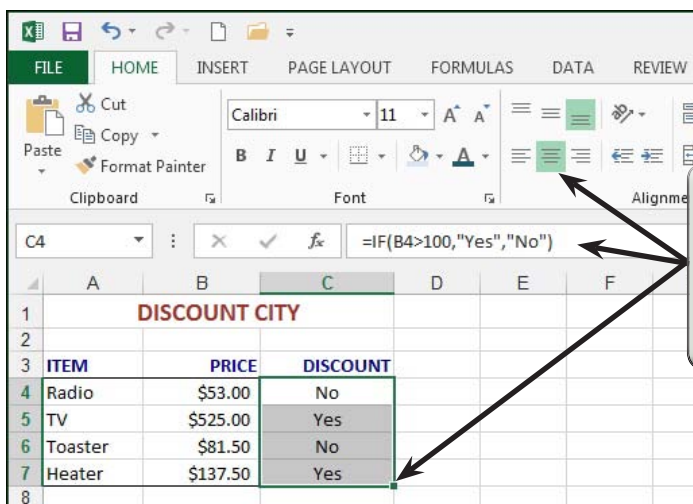 FILE HOME INSERT PAGE LAYOUT FORMULAS DATA REVIEW
Cut
Copy
Paste
Format Painter
Calibri 11 A A
B I U A
Clipboard Font Alignme
C4 fx =IF(B4>100,"Yes","No")
A B C D E F
1 DISCOUNT CITY
2
3 ITEM PRICE DISCOUNT
4 Radio $53.00 No
5 TV $525.00 Yes
6 Toaster $81.50 No
7 Heater $137.50 Yes
8